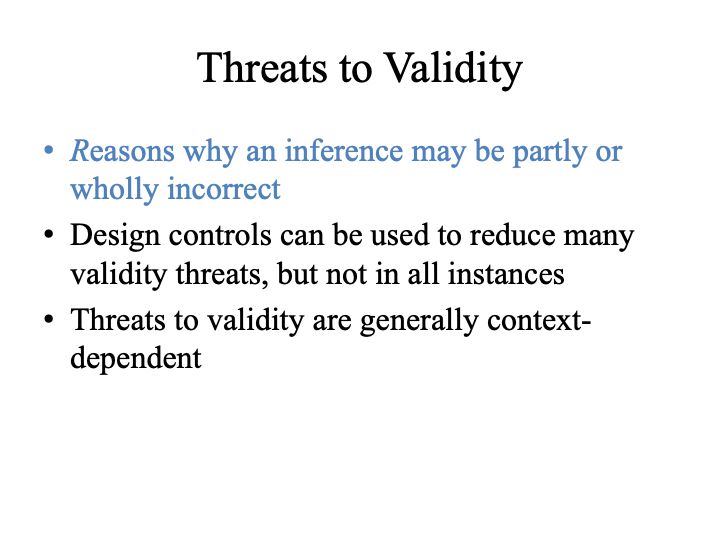 Threats to Validity
• Reasons why an inference may be partly or
wholly incorrect
• Design controls can be used to reduce many
validity threats, but not in all instances
• Threats to validity are generally context-
dependent